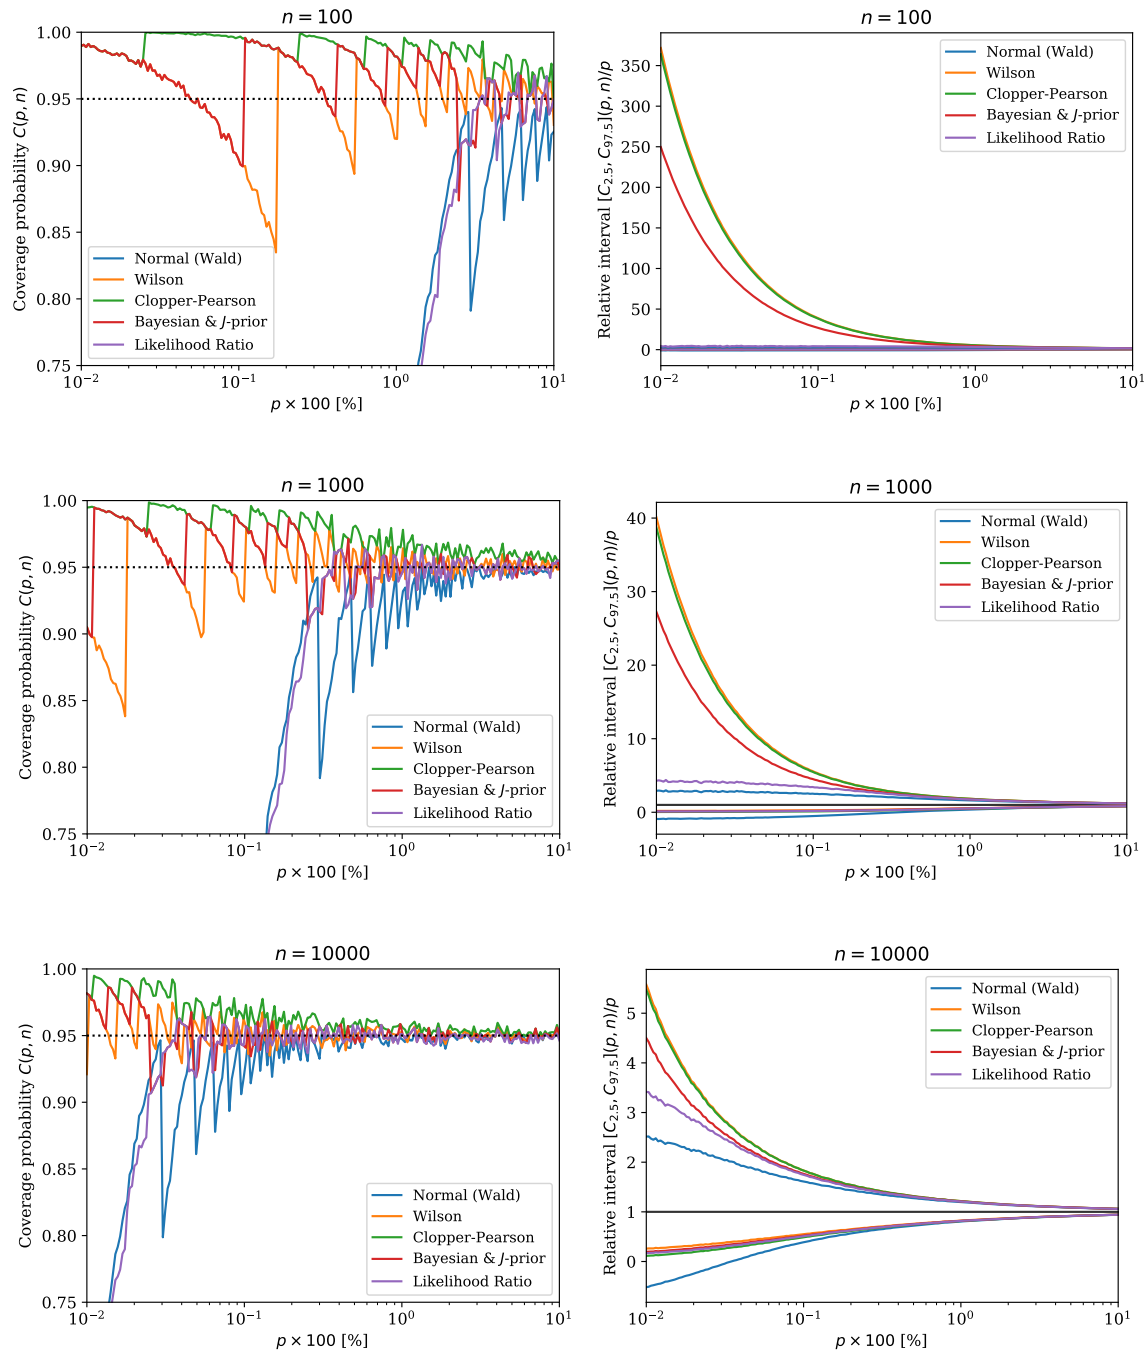 n = 100
Coverage probability C(p, n)
1.00
0.95
0.90
0.85
0.80
0.75
Normal (Wald)
Wilson
Clopper-Pearson
Bayesian & J-prior
Likelihood Ratio
10⁻² 10⁻¹ 10⁰ 10¹
p × 100 [%]
n = 100
Relative interval [C₂.₅, C₉₇.₅](p, n)/p
350
300
250
200
150
100
50
0
Normal (Wald)
Wilson
Clopper-Pearson
Bayesian & J-prior
Likelihood Ratio
10⁻² 10⁻¹ 10⁰ 10¹
p × 100 [%]
n = 1000
Coverage probability C(p, n)
1.00
0.95
0.90
0.85
0.80
0.75
Normal (Wald)
Wilson
Clopper-Pearson
Bayesian & J-prior
Likelihood Ratio
10⁻² 10⁻¹ 10⁰ 10¹
p × 100 [%]
n = 1000
Relative interval [C₂.₅, C₉₇.₅](p, n)/p
40
30
20
10
0
Normal (Wald)
Wilson
Clopper-Pearson
Bayesian & J-prior
Likelihood Ratio
10⁻² 10⁻¹ 10⁰ 10¹
p × 100 [%]
n = 10000
Coverage probability C(p, n)
1.00
0.95
0.90
0.85
0.80
0.75
Normal (Wald)
Wilson
Clopper-Pearson
Bayesian & J-prior
Likelihood Ratio
10⁻² 10⁻¹ 10⁰ 10¹
p × 100 [%]
n = 10000
Relative interval [C₂.₅, C₉₇.₅](p, n)/p
5
4
3
2
1
0
Normal (Wald)
Wilson
Clopper-Pearson
Bayesian & J-prior
Likelihood Ratio
10⁻² 10⁻¹ 10⁰ 10¹
p × 100 [%]